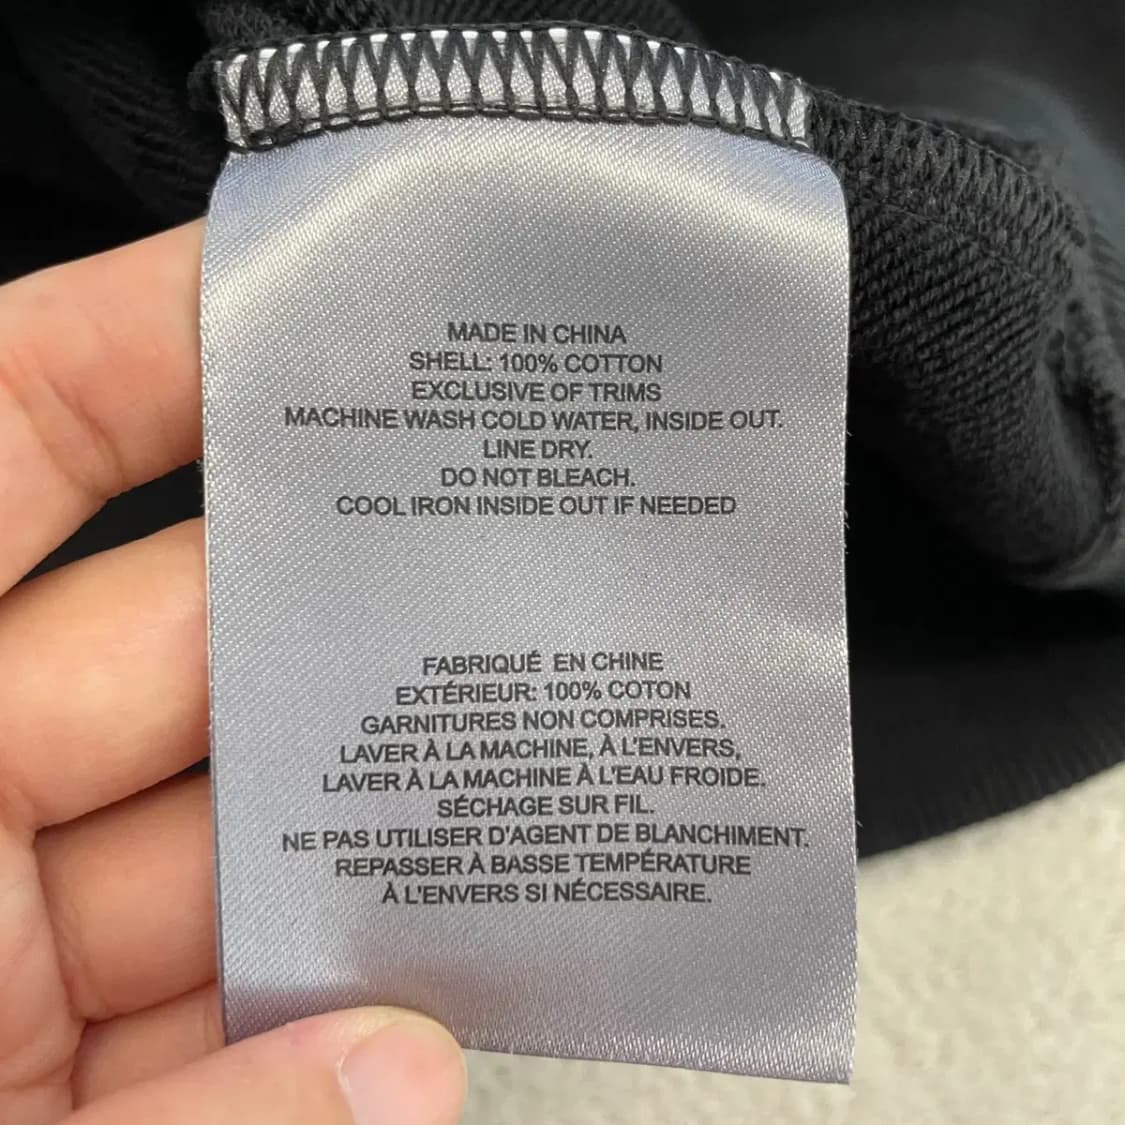 MADE IN CHINA
SHELL: 100% COTTON
EXCLUSIVE OF TRIMS
MACHINE WASH COLD WATER, INSIDE OUT.
LINE DRY.
DO NOT BLEACH.
COOL IRON INSIDE OUT IF NEEDED
FABRIQUÉ EN CHINE
EXTÉRIEUR: 100% COTON
GARNITURES NON COMPRISES.
LAVER À LA MACHINE, À L'ENVERS,
LAVER À LA MACHINE À L'EAU FROIDE.
SÉCHAGE SUR FIL.
NE PAS UTILISER D'AGENT DE BLANCHIMENT.
REPASSER À BASSE TEMPÉRATURE
À L'ENVERS SI NÉCESSAIRE.